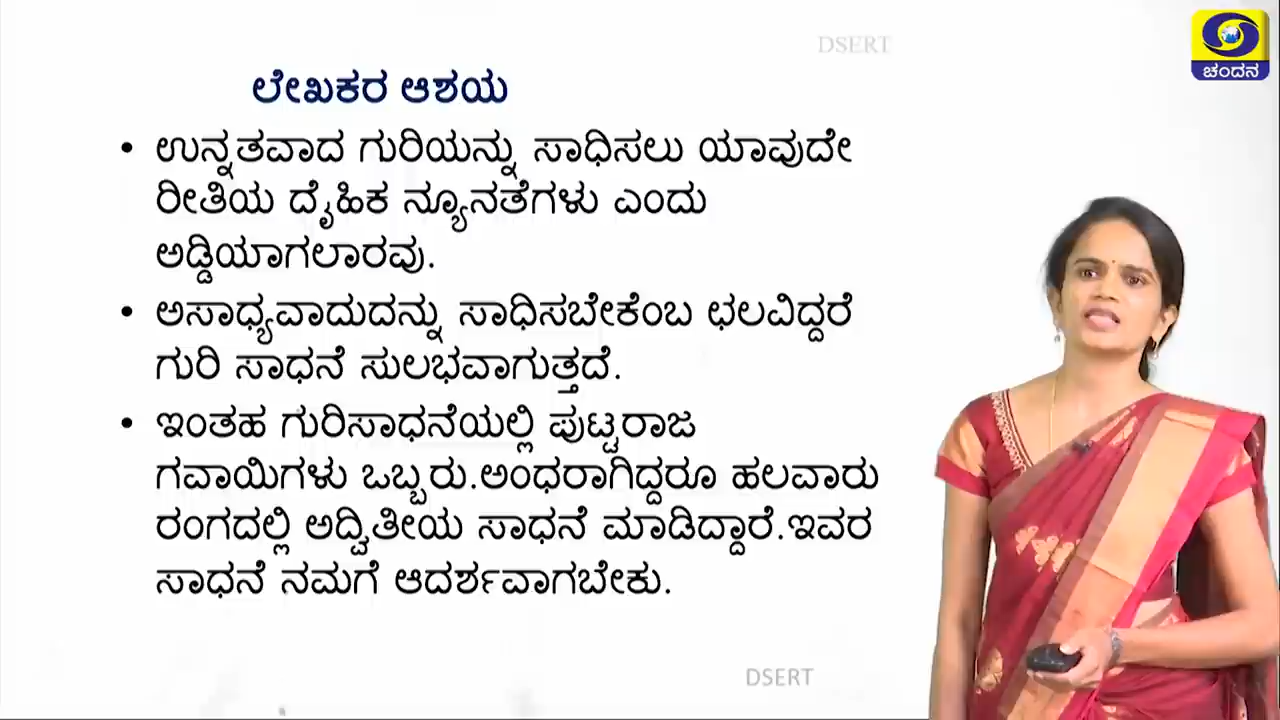 DSERT
ಚಂದನ
ಲೇಖಕರ ಆಶಯ
• ಉನ್ನತವಾದ ಗುರಿಯನ್ನು ಸಾಧಿಸಲು ಯಾವುದೇ
ರೀತಿಯ ದೈಹಿಕ ನ್ಯೂನತೆಗಳು ಎಂದು
ಅಡ್ಡಿಯಾಗಲಾರವು.
• ಅಸಾಧ್ಯವಾದುದನ್ನು ಸಾಧಿಸಬೇಕೆಂಬ ಛಲವಿದ್ದರೆ
ಗುರಿ ಸಾಧನೆ ಸುಲಭವಾಗುತ್ತದೆ.
• ಇಂತಹ ಗುರಿಸಾಧನೆಯಲ್ಲಿ ಪುಟ್ಟರಾಜ
ಗವಾಯಿಗಳು ಒಬ್ಬರು.ಅಂಧರಾಗಿದ್ದರೂ ಹಲವಾರು
ರಂಗದಲ್ಲಿ ಅದ್ವಿತೀಯ ಸಾಧನೆ ಮಾಡಿದ್ದಾರೆ.ಇವರ
ಸಾಧನೆ ನಮಗೆ ಆದರ್ಶವಾಗಬೇಕು.
DSERT